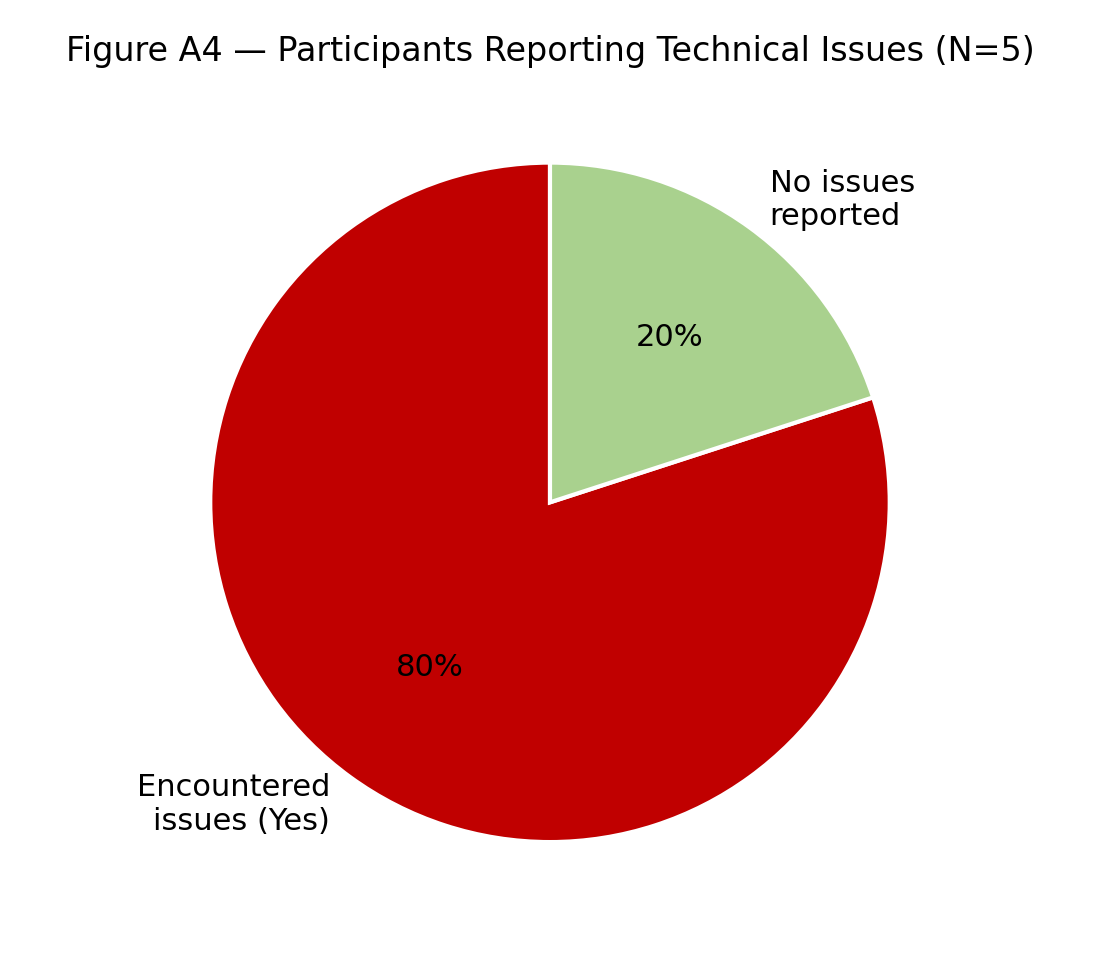 Figure A4 — Participants Reporting Technical Issues (N=5)
No issues
reported
20%
80%
Encountered
issues (Yes)